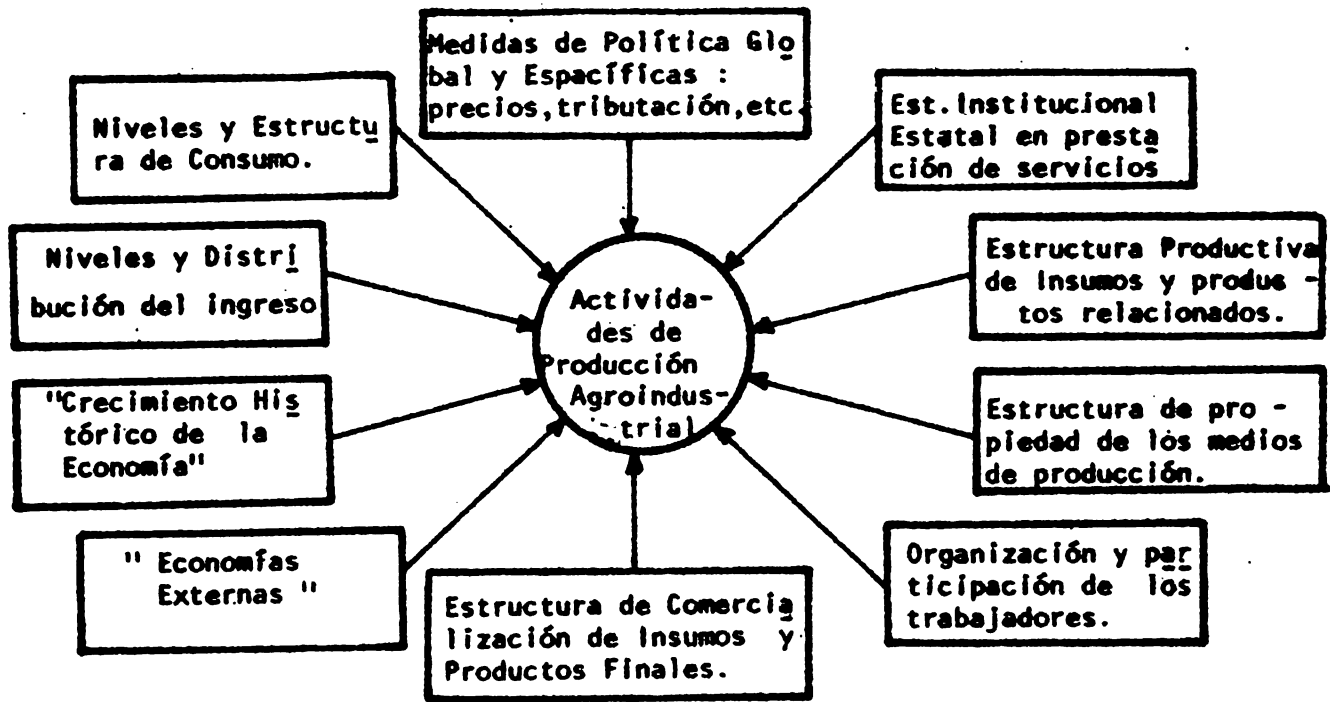 Medidas de Política Glo
bal y Espacíficas :
precios,tributación,etc.
Niveles y Estructu
ra de Consumo.
Est.Institucional
Estatal en presta
ción de servicios
Niveles y Distri
bución del ingreso
Estructura Productiva
de insumos y produc -
tos relacionados.
Activida-
des de
Producción
Agroindus-
trial
"Crecimiento His
tórico de la
Economía"
Estructura de pro -
piedad de los medios
de producción.
" Economías
Externas "
Estructura de Comercia
lización de Insumos y
Productos Finales.
Organización y par
ticipación de los
trabajadores.